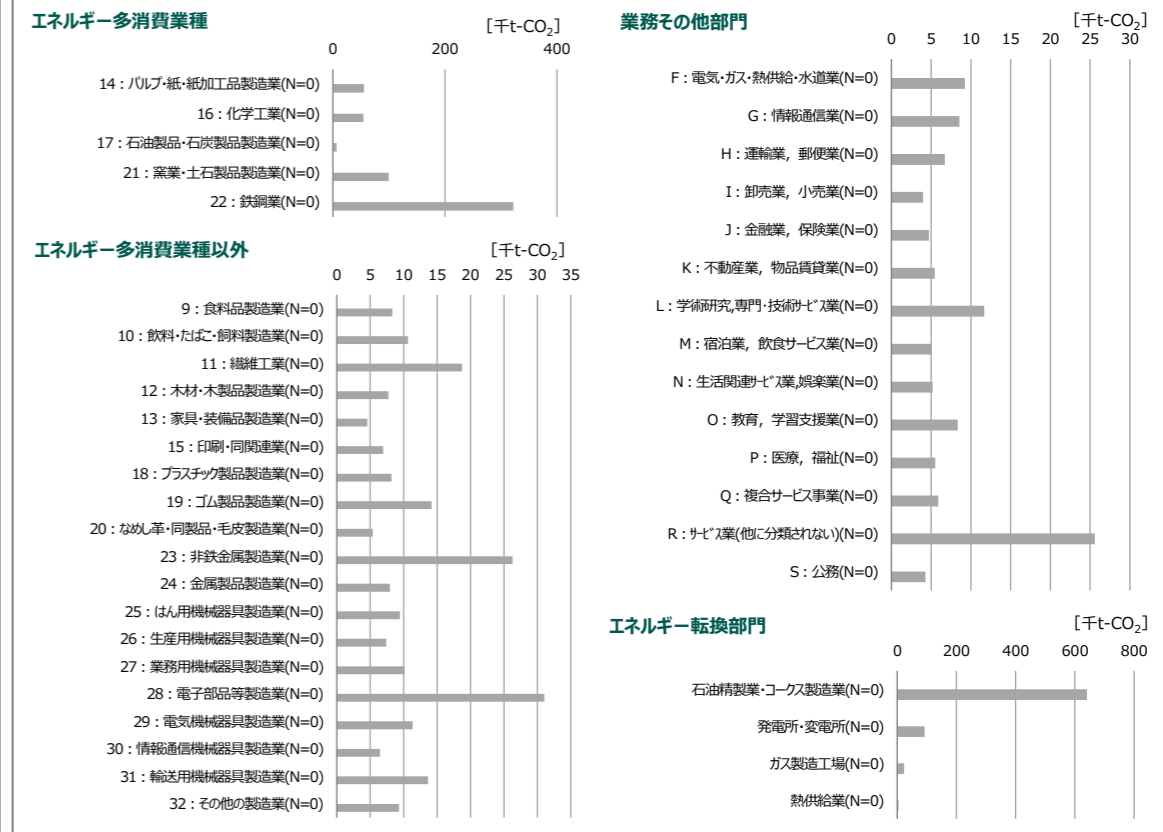 エネルギー多消費業種
[千t-CO2]
0 200 400
14：パルプ・紙・紙加工品製造業(N=0)
16：化学工業(N=0)
17：石油製品・石炭製品製造業(N=0)
21：窯業・土石製品製造業(N=0)
22：鉄鋼業(N=0)
エネルギー多消費業種以外
[千t-CO2]
0 5 10 15 20 25 30 35
9：食料品製造業(N=0)
10：飲料・たばこ・飼料製造業(N=0)
11：繊維工業(N=0)
12：木材・木製品製造業(N=0)
13：家具・装備品製造業(N=0)
15：印刷・同関連業(N=0)
18：プラスチック製品製造業(N=0)
19：ゴム製品製造業(N=0)
20：なめし革・同製品・毛皮製造業(N=0)
23：非鉄金属製造業(N=0)
24：金属製品製造業(N=0)
25：はん用機械器具製造業(N=0)
26：生産用機械器具製造業(N=0)
27：業務用機械器具製造業(N=0)
28：電子部品等製造業(N=0)
29：電気機械器具製造業(N=0)
30：情報通信機械器具製造業(N=0)
31：輸送用機械器具製造業(N=0)
32：その他の製造業(N=0)
業務その他部門
[千t-CO2]
0 5 10 15 20 25 30
F：電気・ガス・熱供給・水道業(N=0)
G：情報通信業(N=0)
H：運輸業，郵便業(N=0)
I：卸売業，小売業(N=0)
J：金融業，保険業(N=0)
K：不動産業，物品賃貸業(N=0)
L：学術研究,専門・技術ｻｰﾋﾞｽ業(N=0)
M：宿泊業，飲食サービス業(N=0)
N：生活関連ｻｰﾋﾞｽ業,娯楽業(N=0)
O：教育，学習支援業(N=0)
P：医療，福祉(N=0)
Q：複合サービス事業(N=0)
R：ｻｰﾋﾞｽ業(他に分類されない)(N=0)
S：公務(N=0)
エネルギー転換部門
[千t-CO2]
0 200 400 600 800
石油精製業・コークス製造業(N=0)
発電所・変電所(N=0)
ガス製造工場(N=0)
熱供給業(N=0)